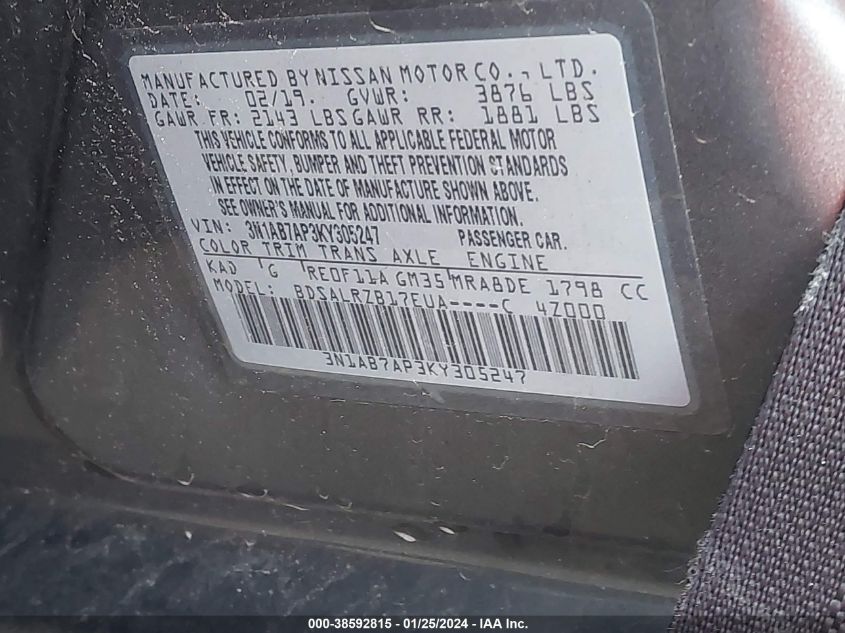 MANUFACTURED BY NISSAN MOTOR CO., LTD.
DATE: 02/19. GVWR: 3876 LBS
GAWR FR: 2143 LBS GAWR RR: 1881 LBS
THIS VEHICLE CONFORMS TO ALL APPLICABLE FEDERAL MOTOR
VEHICLE SAFETY, BUMPER AND THEFT PREVENTION STANDARDS
IN EFFECT ON THE DATE OF MANUFACTURE SHOWN ABOVE.
SEE OWNER'S MANUAL FOR ADDITIONAL INFORMATION.
VIN: 3N1AB7AP3KY305247 PASSENGER CAR.
COLOR TRIM TRANS AXLE ENGINE
KAD G RE0F11A GM35 MRA8DE 1798 CC
MODEL: BDSALRZB17EUA----C 4Z000
3N1AB7AP3KY305247
000-38592815 - 01/25/2024 - IAA Inc.